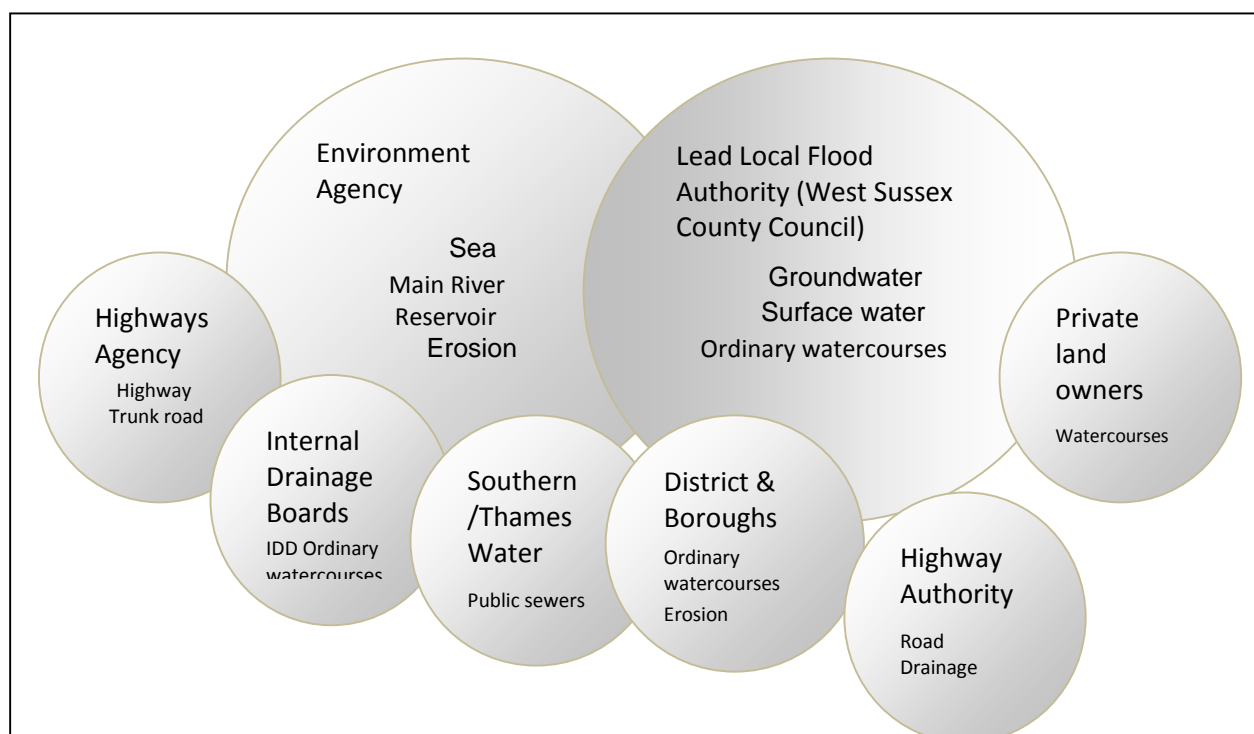 Environment
Agency
Sea
Main River
Reservoir
Erosion
Lead Local Flood
Authority (West Sussex
County Council)
Groundwater
Surface water
Ordinary watercourses
Highways
Agency
Highway
Trunk road
Internal
Drainage
Boards
IDD Ordinary
watercourses
Southern
/Thames
Water
Public sewers
District &
Boroughs
Ordinary
watercourses
Erosion
Highway
Authority
Road
Drainage
Private
land
owners
Watercourses